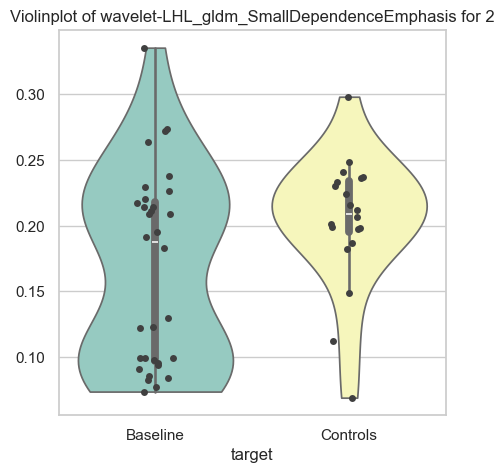 Violinplot of wavelet-LHL_gldm_SmallDependenceEmphasis for 2
0.30
0.25
0.20
0.15
0.10
Baseline
Controls
target